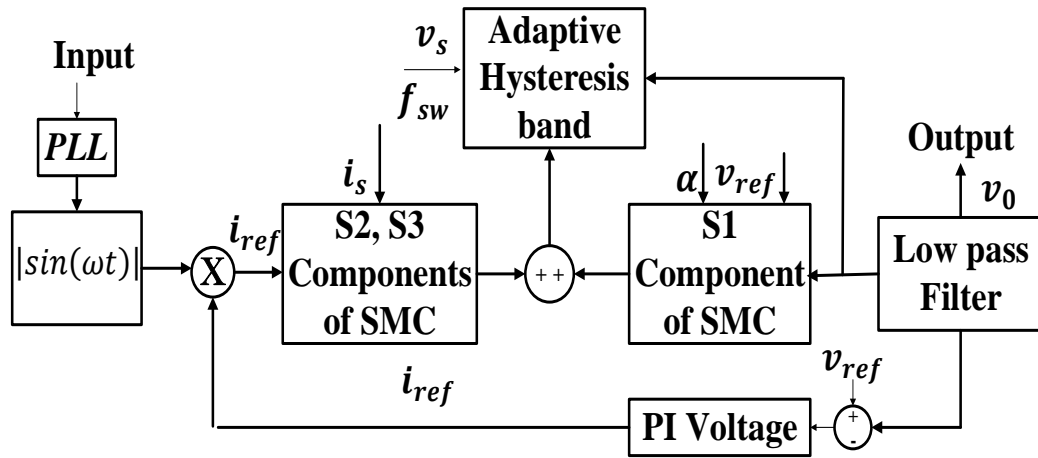 Input
PLL
|sin(ωt)|
X
i_ref
i_s
S2, S3
Components
of SMC
v_s
f_sw
Adaptive
Hysteresis
band
+ +
α v_ref
S1
Component
of SMC
Output
v_0
Low pass
Filter
v_ref
+
-
PI Voltage
i_ref